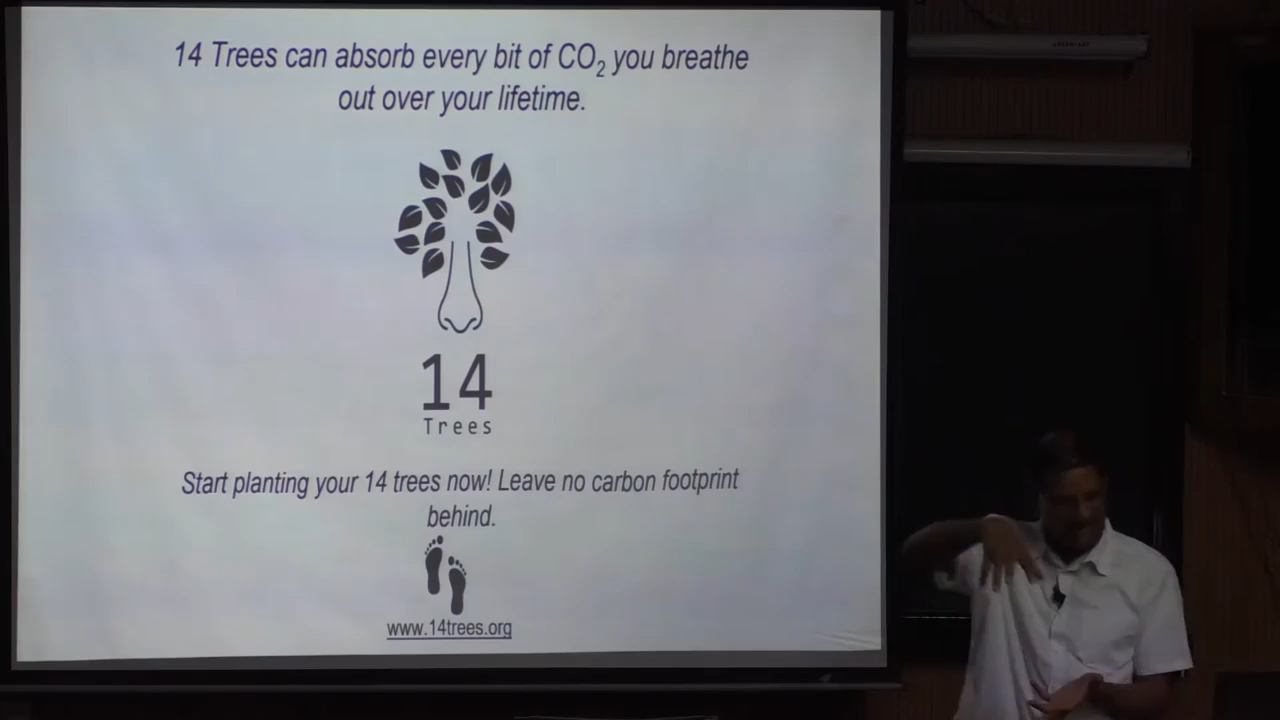 14 Trees can absorb every bit of CO₂ you breathe
out over your lifetime.
14
Trees
Start planting your 14 trees now! Leave no carbon footprint
behind.
www.14trees.org